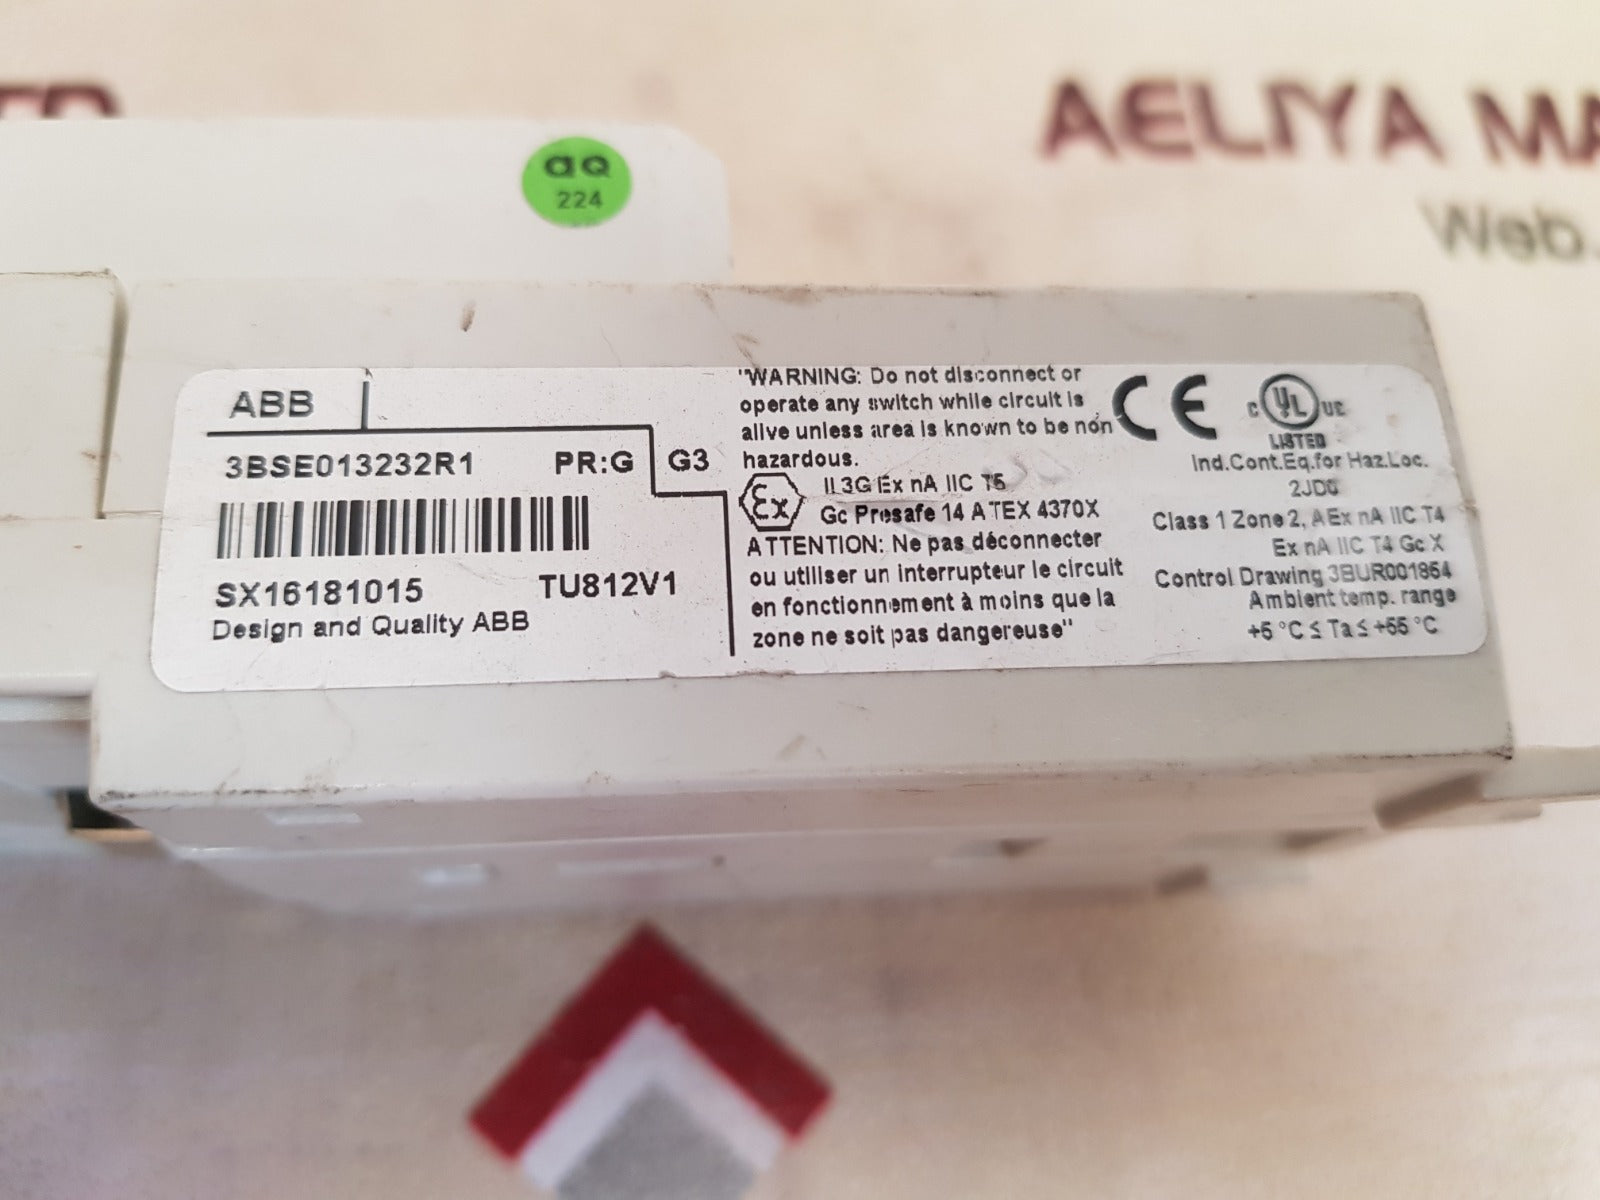 TD
AELIYA MA
Web.
aQ
224
ABB
3BSE013232R1 PR:G G3
SX16181015 TU812V1
Design and Quality ABB
"WARNING: Do not disconnect or
operate any switch while circuit is
alive unless area is known to be non
hazardous.
Ex
II 3G Ex nA IIC T5
Gc Presafe 14 ATEX 4370X
ATTENTION: Ne pas déconnecter
ou utiliser un interrupteur le circuit
en fonctionnement à moins que la
zone ne soit pas dangereuse"
CE
C UL US
LISTED
Ind.Cont.Eq.for Haz.Loc.
Class 1 Zone 2, AEx nA IIC T4
Ex nA IIC T4 Gc X
Control Drawing 3BUR001854
Ambient temp. range
+5 °C ≤ Ta ≤ +55 °C